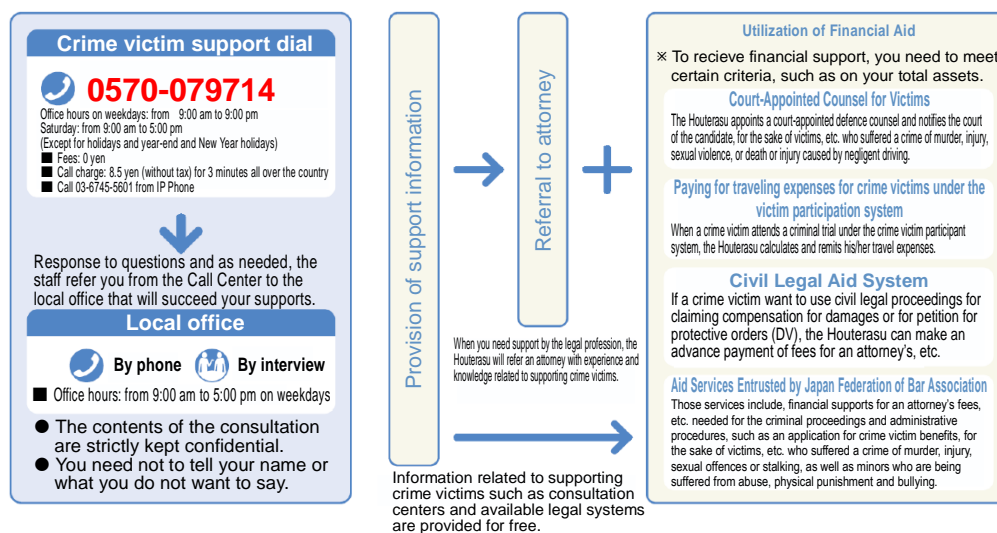 Crime victim support dial
0570-079714
Office hours on weekdays: from 9:00 am to 9:00 pm
Saturday: from 9:00 am to 5:00 pm
(Except for holidays and year-end and New Year holidays)
■ Fees: 0 yen
■ Call charge: 8.5 yen (without tax) for 3 minutes all over the country
■ Call 03-6745-5601 from IP Phone
Response to questions and as needed, the
staff refer you from the Call Center to the
local office that will succeed your supports.
Local office
By phone
By interview
■ Office hours: from 9:00 am to 5:00 pm on weekdays
● The contents of the consultation
are strictly kept confidential.
● You need not to tell your name or
what you do not want to say.
Provision of support information
Referral to attorney
When you need support by the legal profession, the
Houterasu will refer an attorney with experience and
knowledge related to supporting crime victims.
Information related to supporting
crime victims such as consultation
centers and available legal systems
are provided for free.
Utilization of Financial Aid
※ To recieve financial support, you need to meet
certain criteria, such as on your total assets.
Court-Appointed Counsel for Victims
The Houterasu appoints a court-appointed defence counsel and notifies the court
of the candidate, for the sake of victims, etc. who suffered a crime of murder, injury,
sexual violence, or death or injury caused by negligent driving.
Paying for traveling expenses for crime victims under the
victim participation system
When a crime victim attends a criminal trial under the crime victim participant
system, the Houterasu calculates and remits his/her travel expenses.
Civil Legal Aid System
If a crime victim want to use civil legal proceedings for
claiming compensation for damages or for petition for
protective orders (DV), the Houterasu can make an
advance payment of fees for an attorney's, etc.
Aid Services Entrusted by Japan Federation of Bar Association
Those services include, financial supports for an attorney's fees,
etc. needed for the criminal proceedings and administrative
procedures, such as an application for crime victim benefits, for
the sake of victims, etc. who suffered a crime of murder, injury,
sexual offences or stalking, as well as minors who are being
suffered from abuse, physical punishment and bullying.